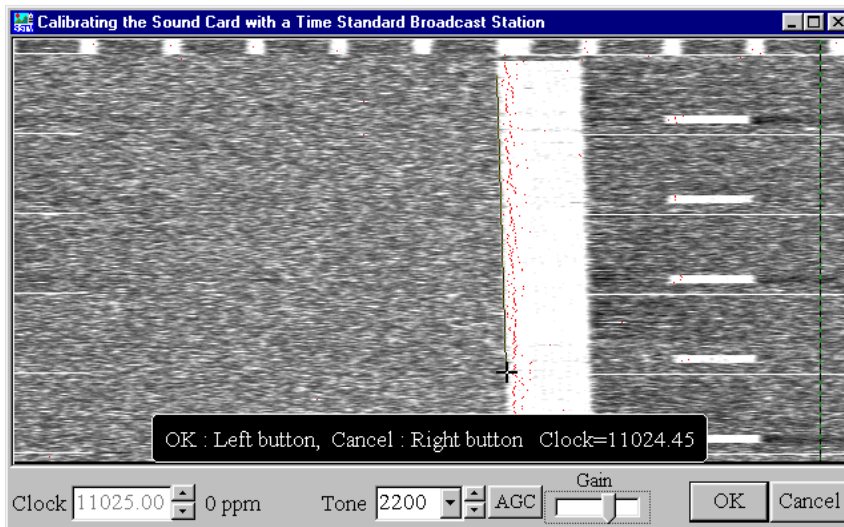 SSTV Calibrating the Sound Card with a Time Standard Broadcast Station
OK : Left button, Cancel : Right button Clock=11024.45
Gain
Clock 11025.00 0 ppm Tone 2200 AGC OK Cancel